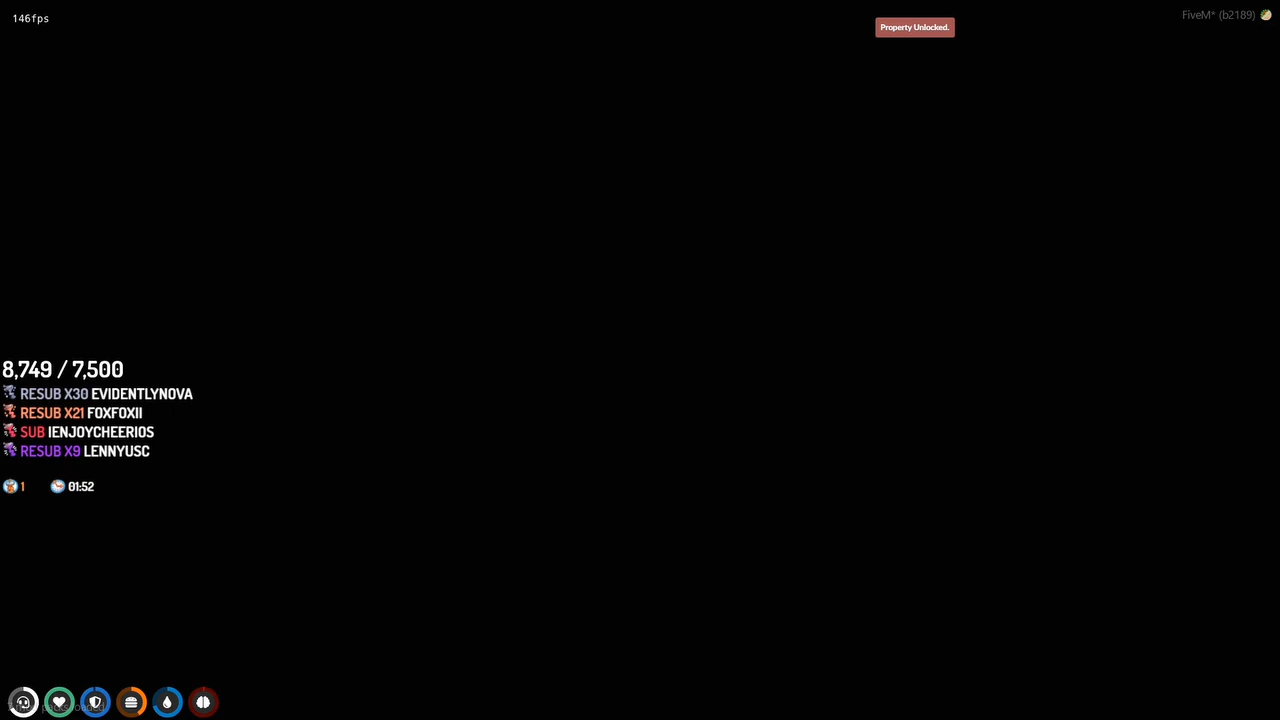 146fps
Property Unlocked.
FiveM* (b2189)
8,749 / 7,500
RESUB X30 EVIDENTLYNOVA
RESUB X21 FOXFOXII
SUB IENJOYCHEERIOS
RESUB X9 LENNYUSC
1 01:52